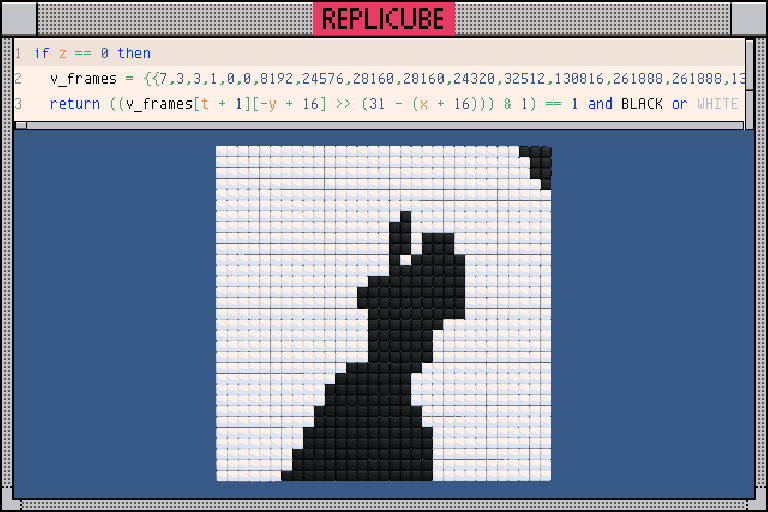 REPLICUBE
1 if z == 0 then
2 v_frames = {{7,3,3,1,0,0,8192,24576,28160,28160,24320,32512,130816,261888,261888,13
3 return ((v_frames[t + 1][-y + 16] >> (31 - (x + 16))) & 1) == 1 and BLACK or WHITE